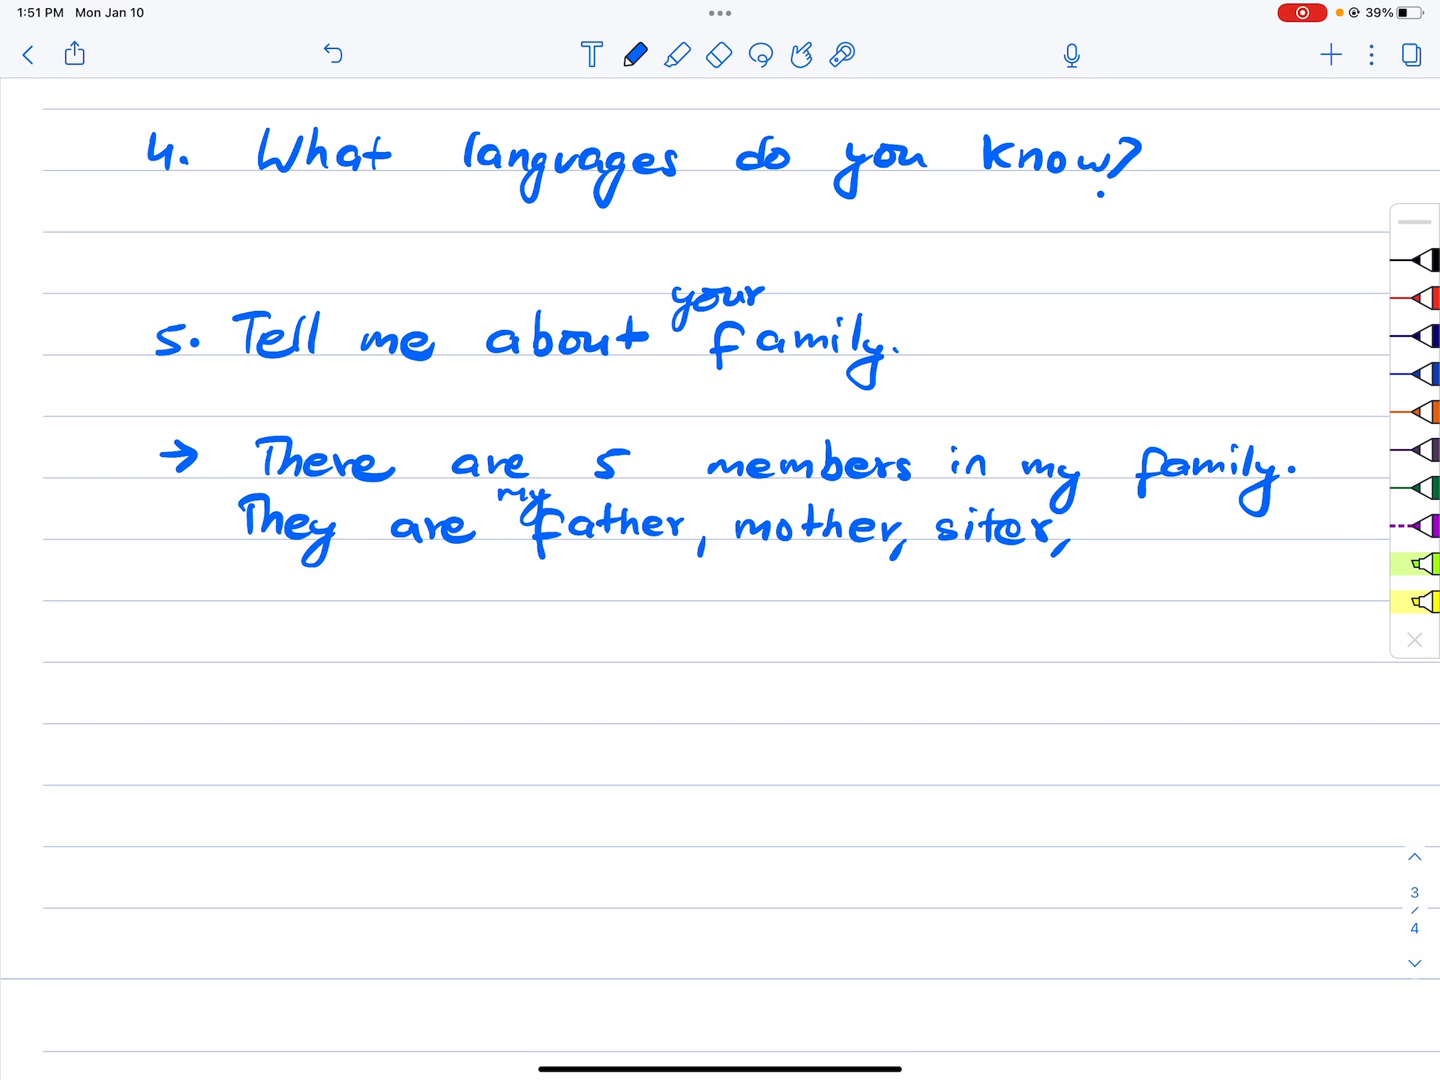 1:51 PM Mon Jan 10
39%
4. What languages do you know?
your
5. Tell me about family.
→ There are 5 members in my family.
my
They are father, mother, siter,
3
/
4